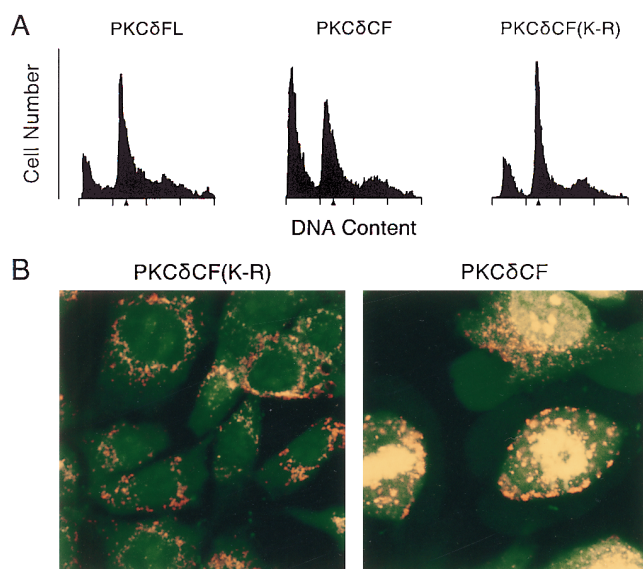 A
PKCδFL PKCδCF PKCδCF(K-R)
Cell Number
DNA Content
B
PKCδCF(K-R) PKCδCF